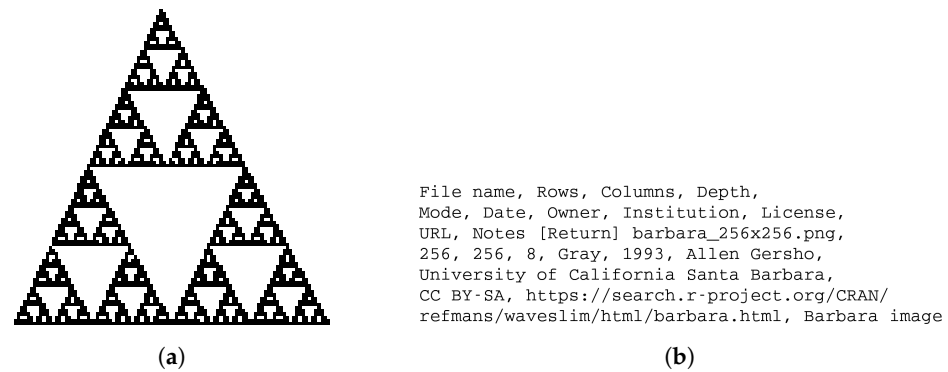 File name, Rows, Columns, Depth,
Mode, Date, Owner, Institution, License,
URL, Notes [Return] barbara_256x256.png,
256, 256, 8, Gray, 1993, Allen Gersho,
University of California Santa Barbara,
CC BY-SA, https://search.r-project.org/CRAN/
refmans/waveslim/html/barbara.html, Barbara image
(a) (b)